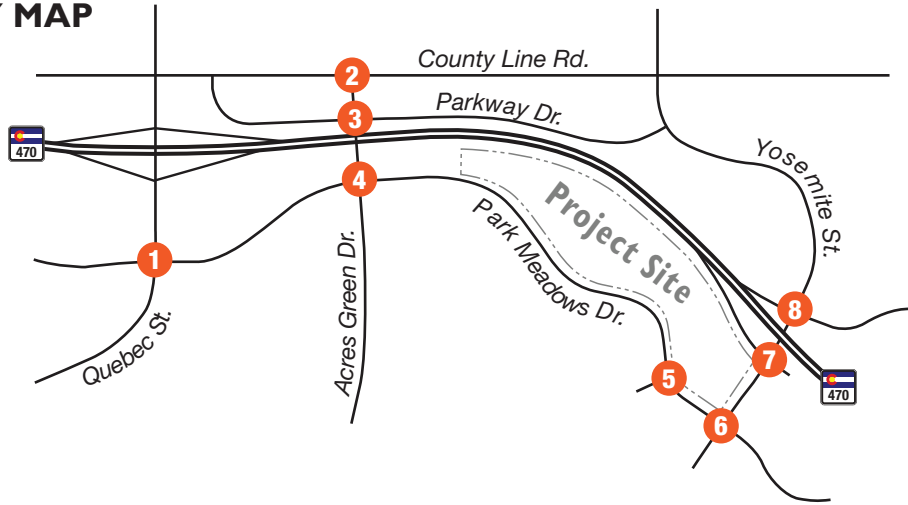 MAP
County Line Rd.
2
Parkway Dr.
3
470
4
Yosemite St.
Project Site
Park Meadows Dr.
Acres Green Dr.
1
Quebec St.
8
7
5
470
6